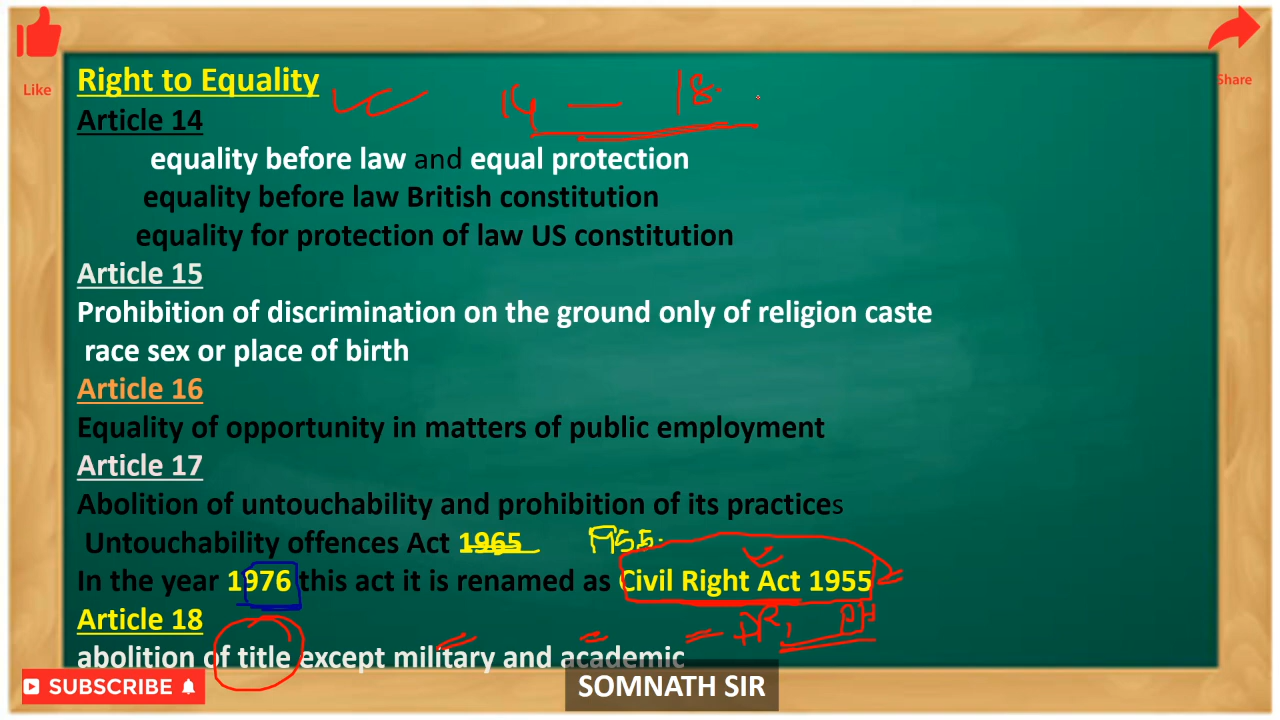 Like
Share
Right to Equality
14 — 18.
Article 14
equality before law and equal protection
equality before law British constitution
equality for protection of law US constitution
Article 15
Prohibition of discrimination on the ground only of religion caste
race sex or place of birth
Article 16
Equality of opportunity in matters of public employment
Article 17
Abolition of untouchability and prohibition of its practices
Untouchability offences Act 1965 1955.
In the year 1976 this act it is renamed as Civil Right Act 1955
Article 18
abolition of title except military and academic
SUBSCRIBE
SOMNATH SIR